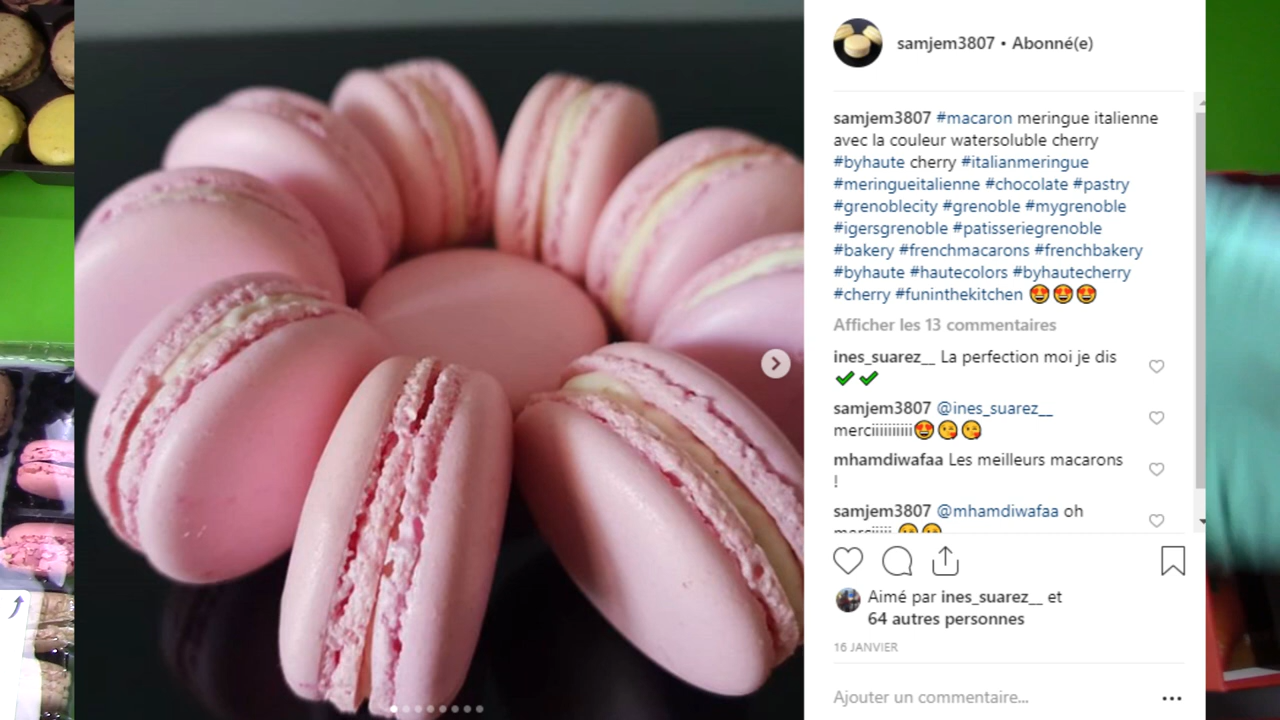 samjem3807 • Abonné(e)
samjem3807 #macaron meringue italienne
avec la couleur watersoluble cherry
#byhaute cherry #italianmeringue
#meringueitalienne #chocolate #pastry
#grenoblecity #grenoble #mygrenoble
#igersgrenoble #patisseriegrenoble
#bakery #frenchmacarons #frenchbakery
#byhaute #hautecolors #byhautecherry
#cherry #funinthekitchen 😍😍😍
Afficher les 13 commentaires
ines_suarez__ La perfection moi je dis
✔✔
samjem3807 @ines_suarez__
merciiiiiiiiii😍😘😘
mhamdiwafaa Les meilleurs macarons
!
samjem3807 @mhamdiwafaa oh
Aimé par ines_suarez__ et
64 autres personnes
16 JANVIER
Ajouter un commentaire...